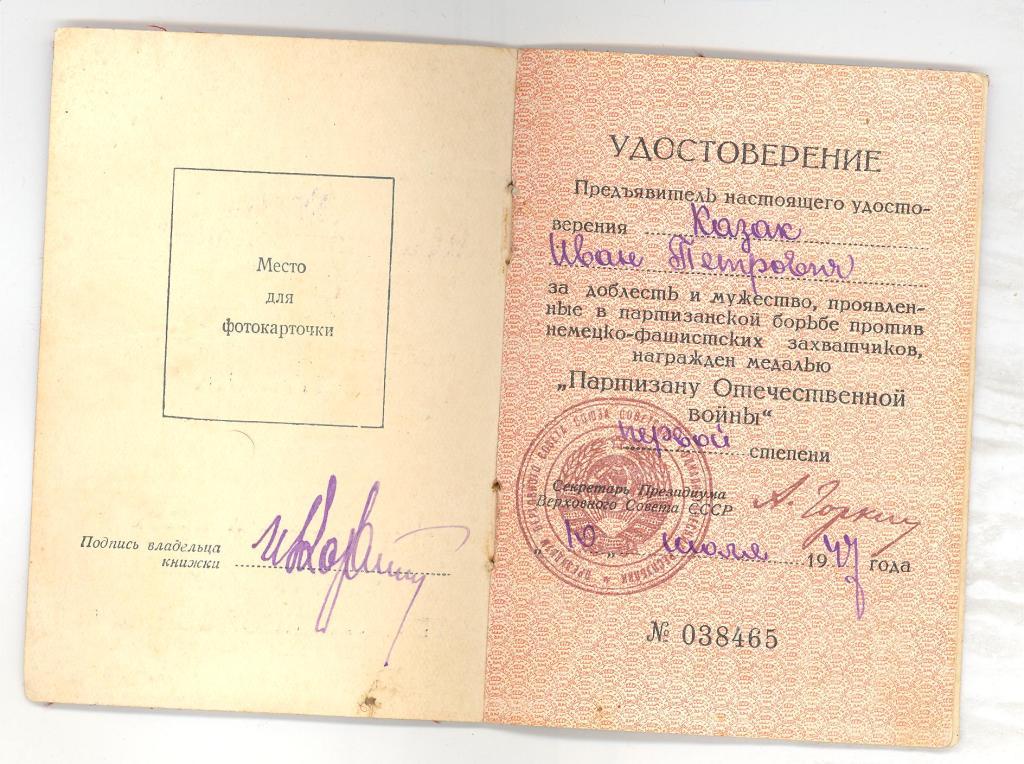 Место
для
фотокарточки
Подпись владельца
книжки
УДОСТОВЕРЕНИЕ
Предъявитель настоящего удосто-
верения Казак
Иван Петрович
за доблесть и мужество, проявлен-
ные в партизанской борьбе против
немецко-фашистских захватчиков,
награжден медалью
„Партизану Отечественной
войны“
первой степени
Секретарь Президиума
Верховного Совета СССР А. Горкин
„10“ июля 1947 года
№ 038465